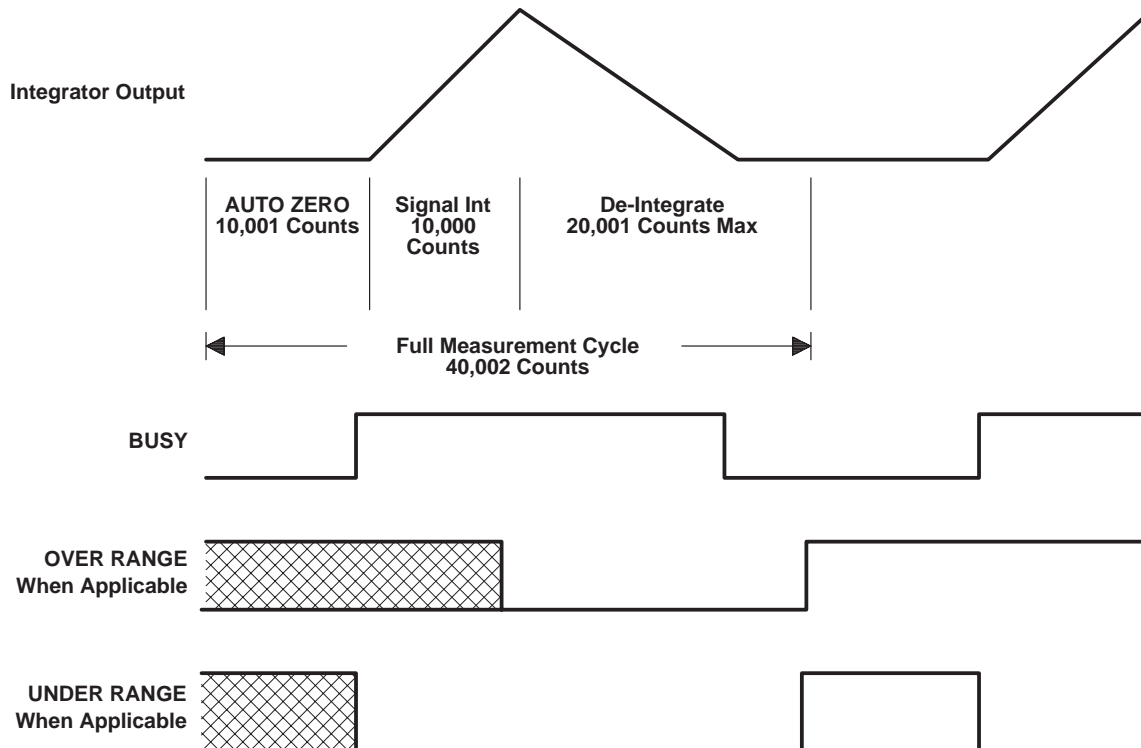 Integrator Output
AUTO ZERO
10,001 Counts
Signal Int
10,000
Counts
De-Integrate
20,001 Counts Max
Full Measurement Cycle
40,002 Counts
BUSY
OVER RANGE
When Applicable
UNDER RANGE
When Applicable